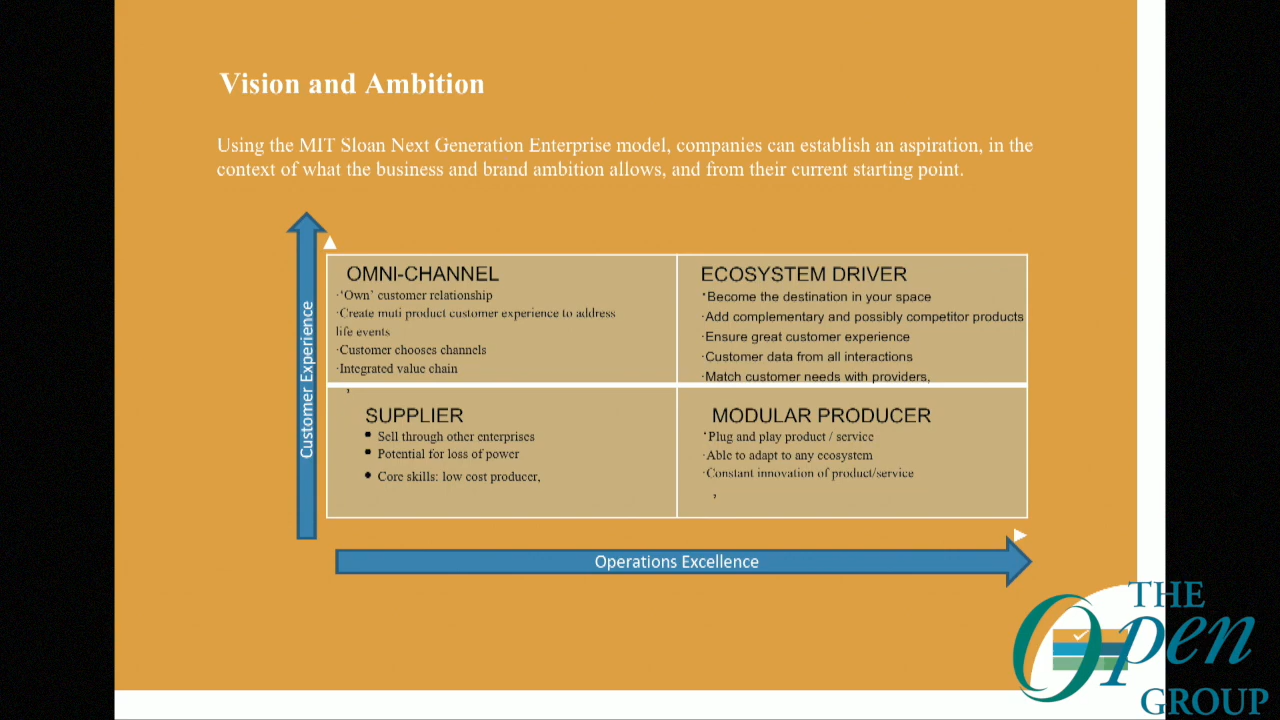 Vision and Ambition
Using the MIT Sloan Next Generation Enterprise model, companies can establish an aspiration, in the
context of what the business and brand ambition allows, and from their current starting point.
Customer Experience
OMNI-CHANNEL
·‘Own’ customer relationship
·Create muti product customer experience to address
life events
·Customer chooses channels
·Integrated value chain
,
ECOSYSTEM DRIVER
·Become the destination in your space
·Add complementary and possibly competitor products
·Ensure great customer experience
·Customer data from all interactions
·Match customer needs with providers,
SUPPLIER
• Sell through other enterprises
• Potential for loss of power
• Core skills: low cost producer,
MODULAR PRODUCER
·Plug and play product / service
·Able to adapt to any ecosystem
·Constant innovation of product/service
,
Operations Excellence
THE
Open
GROUP